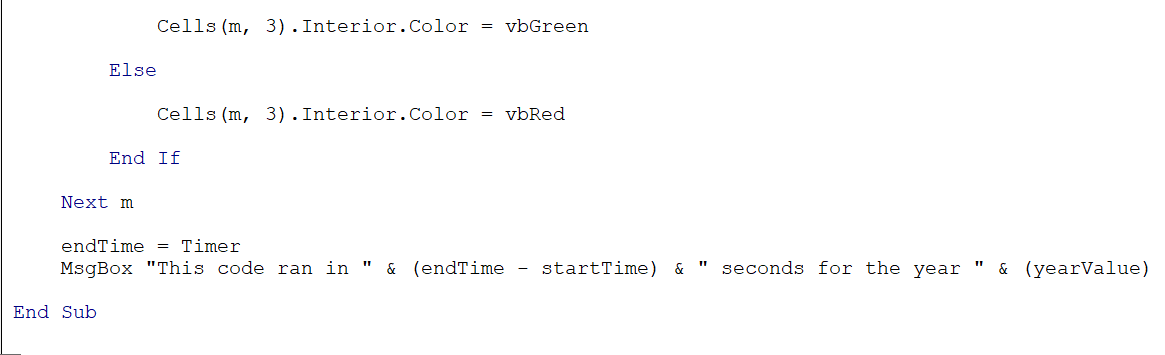 Cells(m, 3).Interior.Color = vbGreen
Else
Cells(m, 3).Interior.Color = vbRed
End If
Next m
endTime = Timer
MsgBox "This code ran in " & (endTime - startTime) & " seconds for the year " & (yearValue)
End Sub